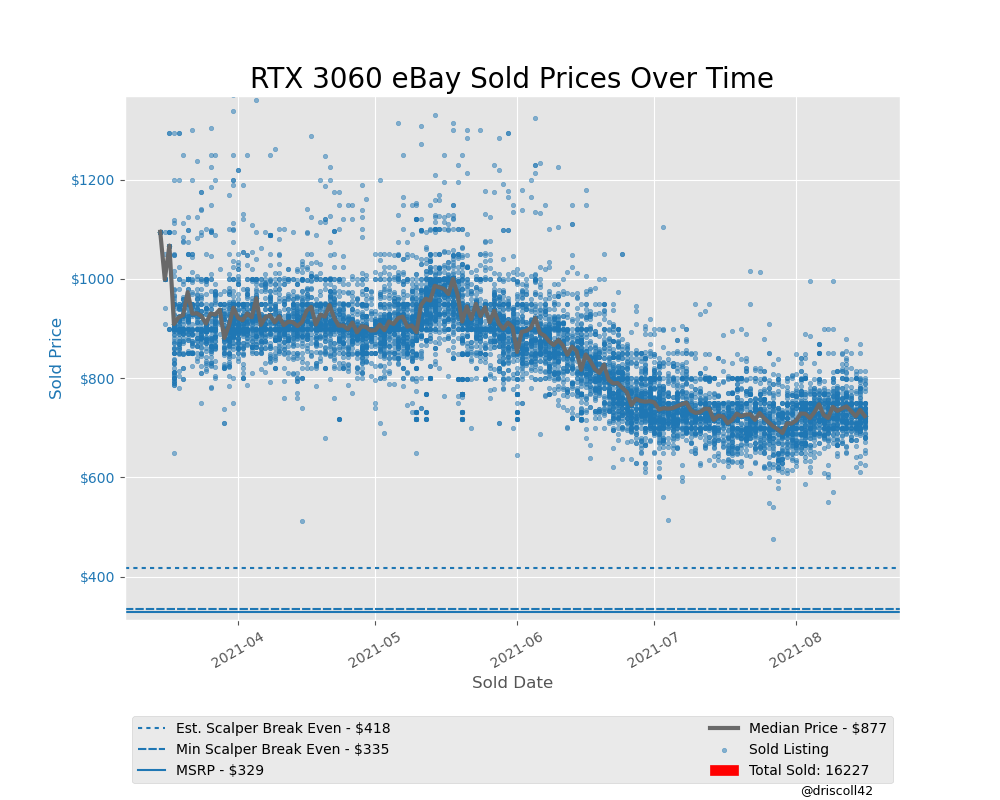 RTX 3060 eBay Sold Prices Over Time
$1200
$1000
$800
$600
$400
Sold Price
2021-04
2021-05
2021-06
2021-07
2021-08
Sold Date
Est. Scalper Break Even - $418
Min Scalper Break Even - $335
MSRP - $329
Median Price - $877
Sold Listing
Total Sold: 16227
@driscoll42